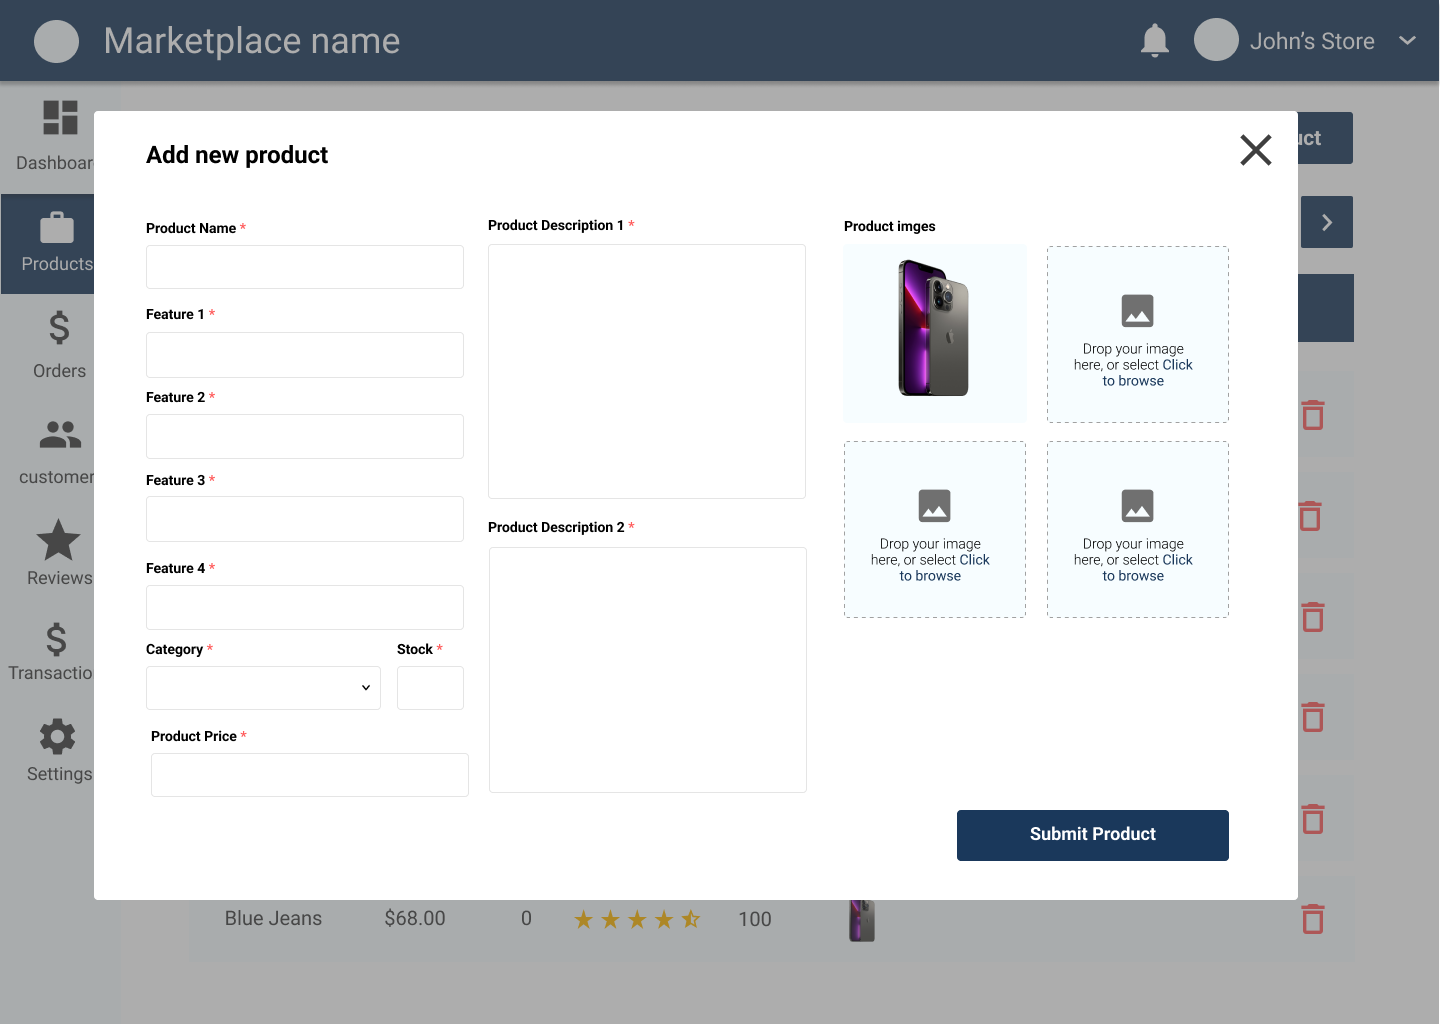 Marketplace name
John’s Store
Dashboar
Products
Orders
customer
Reviews
Transactio
Settings
uct
Add new product
Product Name *
Feature 1 *
Feature 2 *
Feature 3 *
Feature 4 *
Category *
Stock *
Product Price *
Product Description 1 *
Product Description 2 *
Product imges
Drop your image
here, or select Click
to browse
Drop your image
here, or select Click
to browse
Drop your image
here, or select Click
to browse
Submit Product
Blue Jeans $68.00 0 100